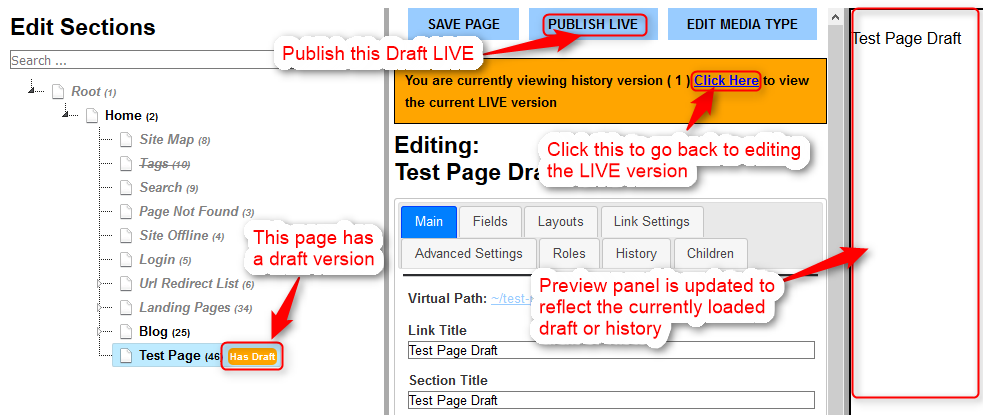 Edit Sections
Search ...
Root (1)
Home (2)
Site Map (8)
Tags (10)
Search (9)
Page Not Found (3)
Site Offline (4)
Login (5)
Url Redirect List (6)
Landing Pages (34)
Blog (25)
Test Page (46) Has Draft
This page has
a draft version
SAVE PAGE
PUBLISH LIVE
EDIT MEDIA TYPE
Publish this Draft LIVE
You are currently viewing history version ( 1 ) Click Here to view
the current LIVE version
Click this to go back to editing
the LIVE version
Editing:
Test Page Dra
Main
Fields
Layouts
Link Settings
Advanced Settings
Roles
History
Children
Virtual Path: ~/test-
Preview panel is updated to
reflect the currently loaded
draft or history
Link Title
Test Page Draft
Section Title
Test Page Draft
Test Page Draft